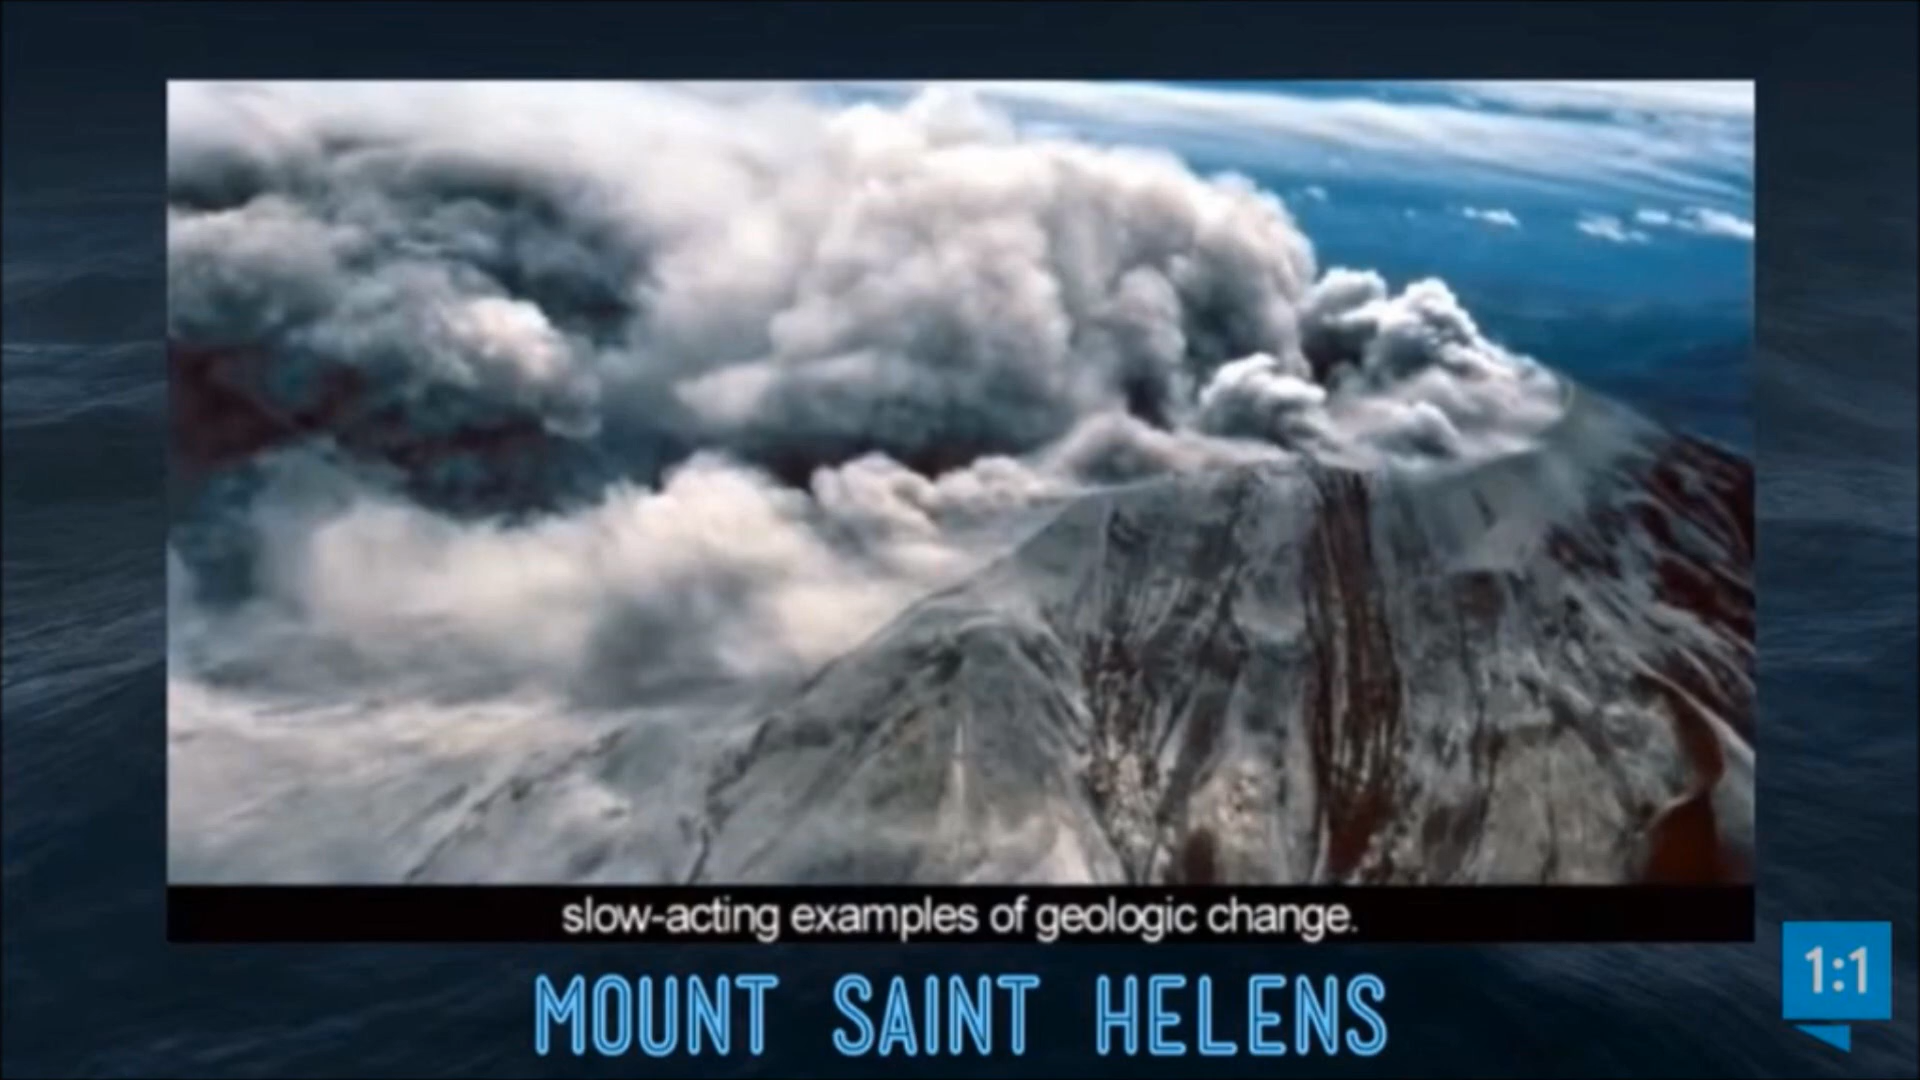 slow-acting examples of geologic change.
MOUNT SAINT HELENS
1:1